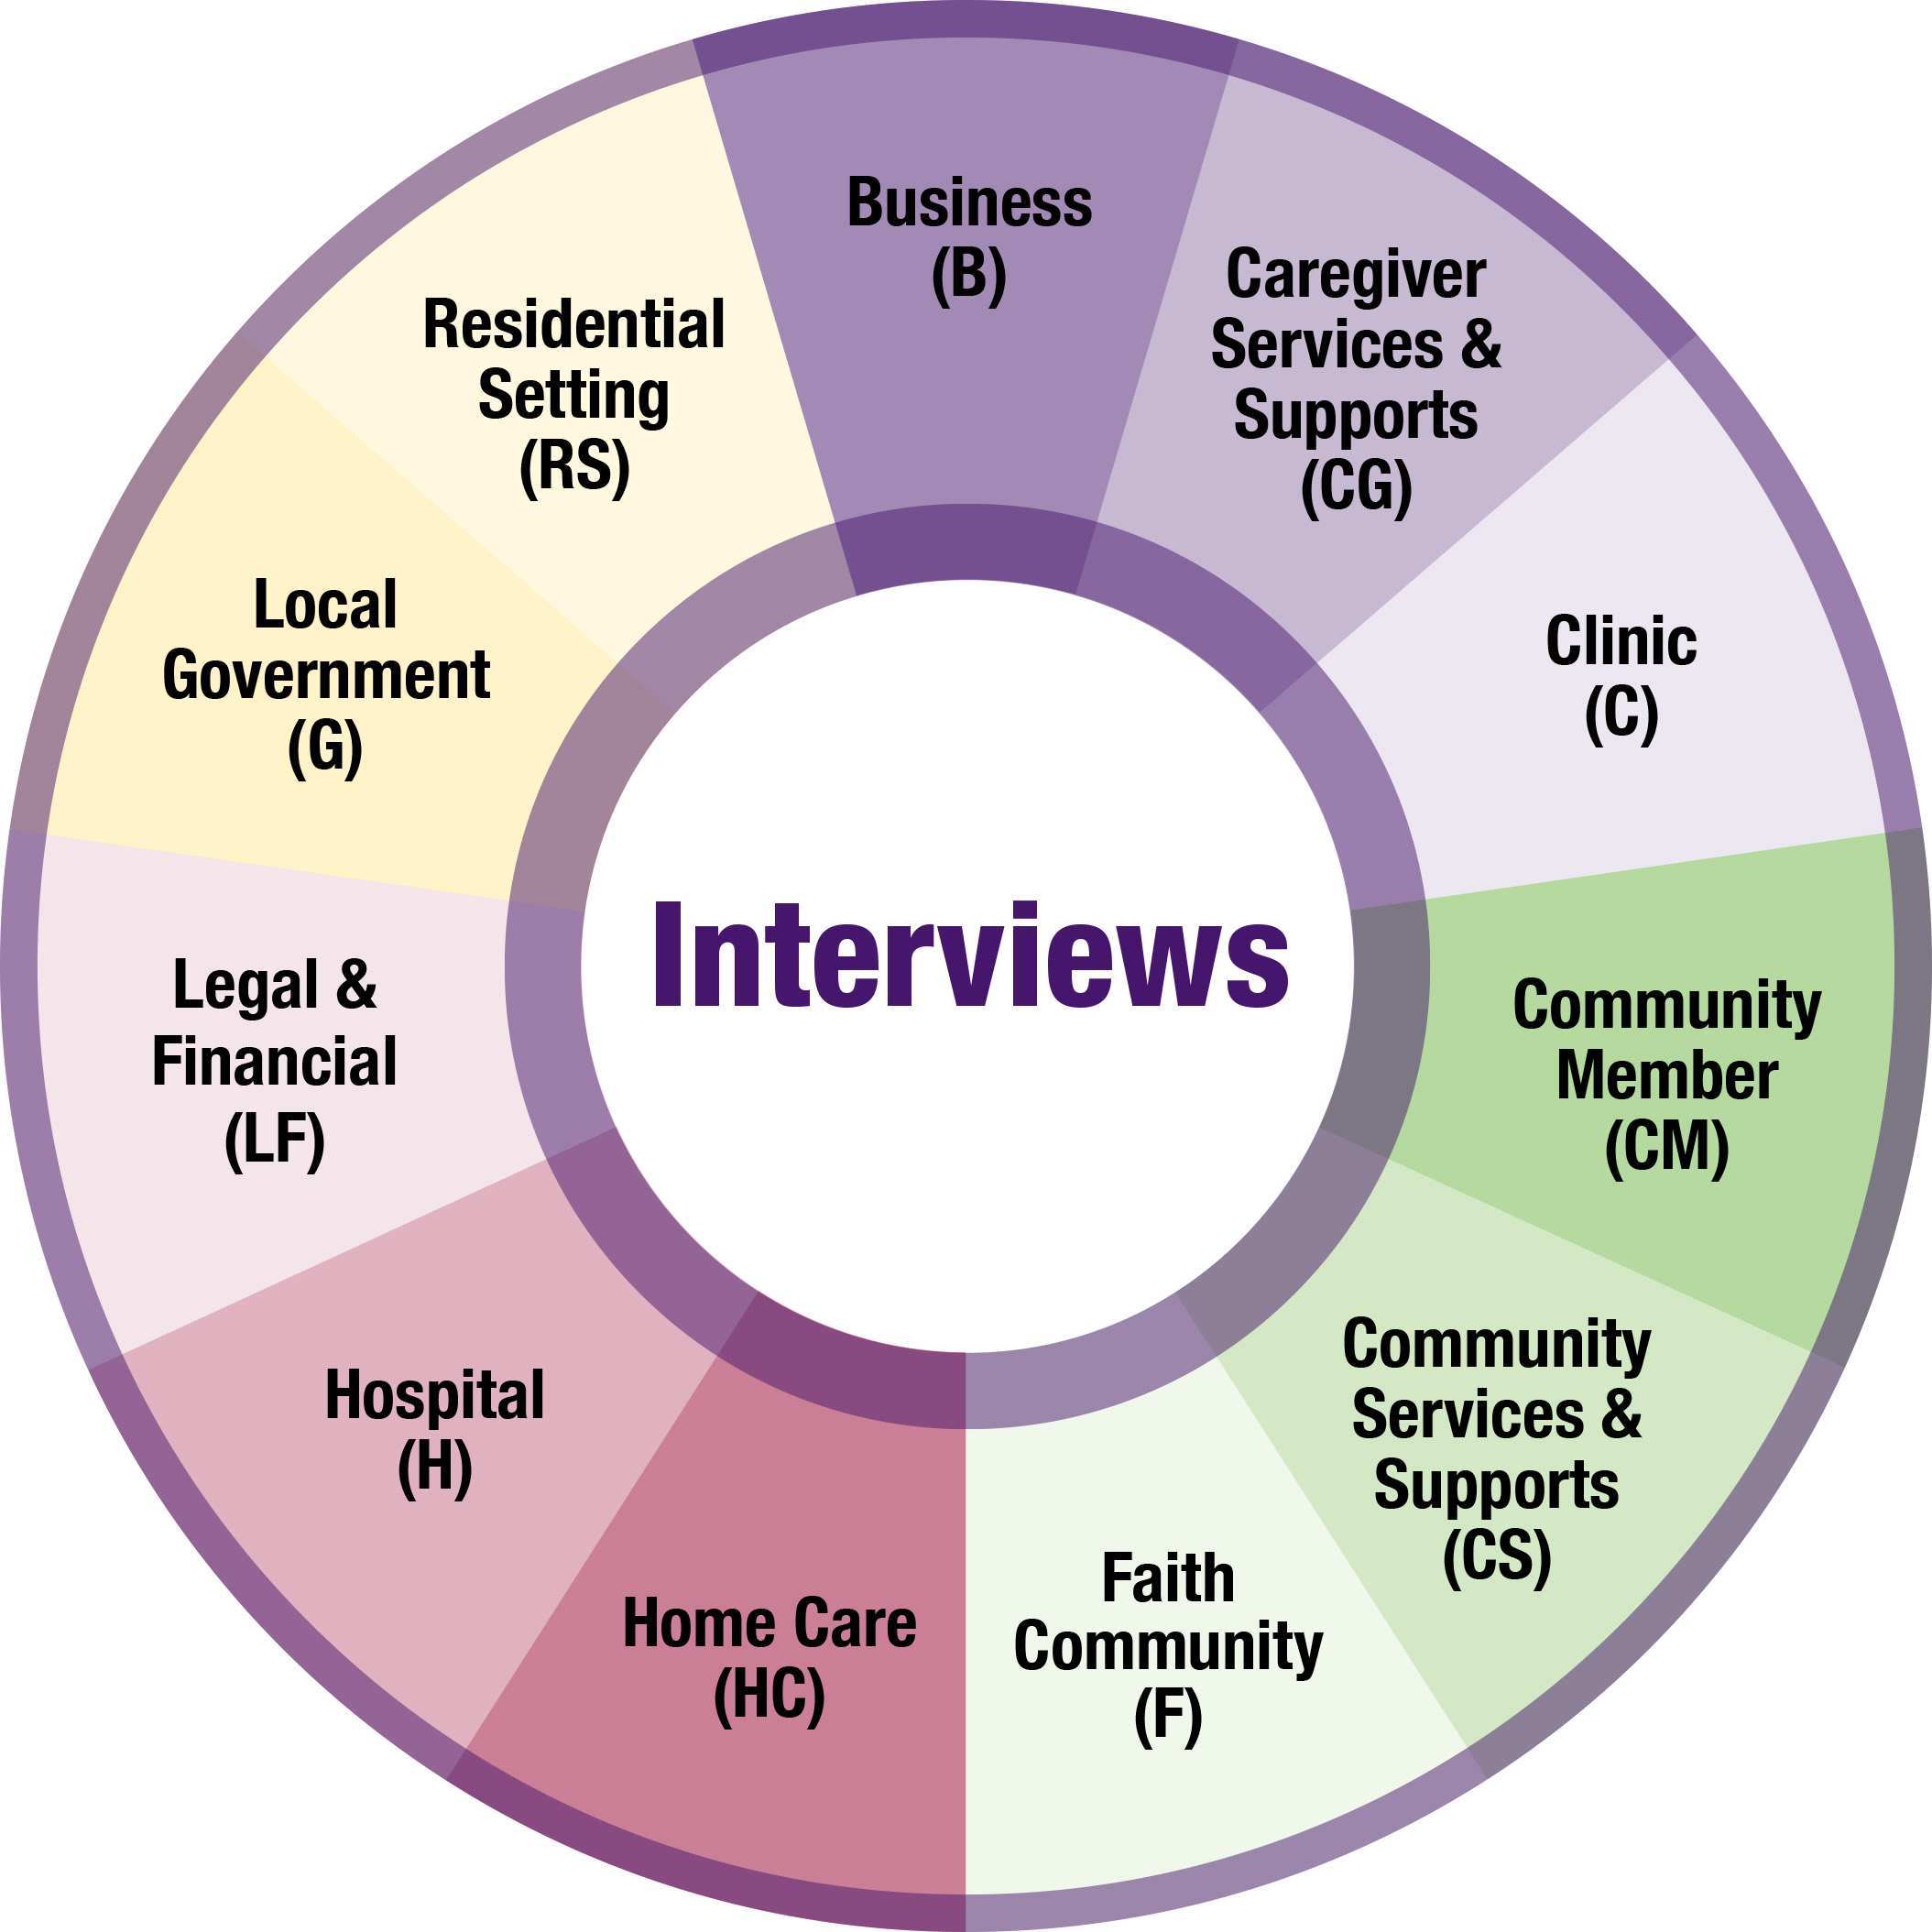 Business
(B)
Caregiver
Services &
Supports
(CG)
Clinic
(C)
Community
Member
(CM)
Community
Services &
Supports
(CS)
Faith
Community
(F)
Home Care
(HC)
Hospital
(H)
Legal &
Financial
(LF)
Local
Government
(G)
Residential
Setting
(RS)
Interviews